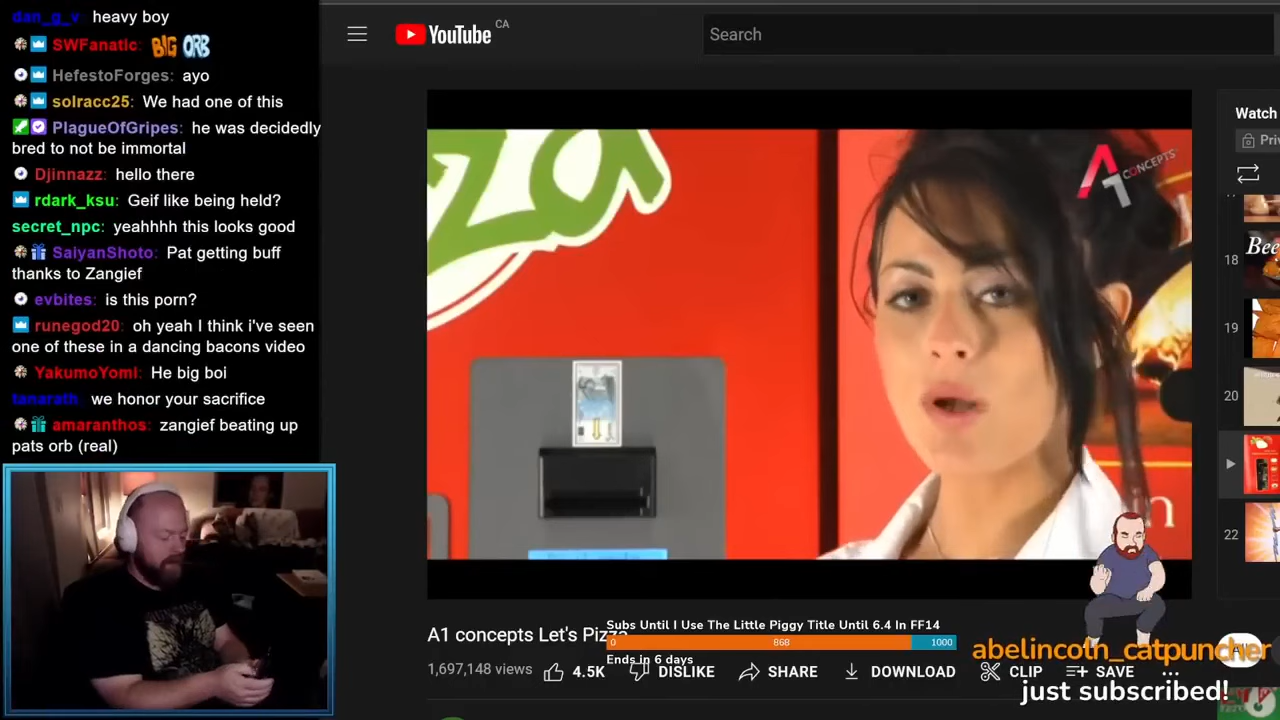 dan_g_v heavy boy
SWFanatic: BIG ORB
HefestoForges: ayo
solracc25: We had one of this
PlagueOfGripes: he was decidedly
bred to not be immortal
Djinnazz: hello there
rdark_ksu: Geif like being held?
secret_npc: yeahhhh this looks good
SaiyanShoto: Pat getting buff
thanks to Zangief
evbites: is this porn?
runegod20: oh yeah I think i've seen
one of these in a dancing bacons video
YakumoYomi: He big boi
tanarath: we honor your sacrifice
amaranthos: zangief beating up
pats orb (real)
YouTube CA
Search
za
A1 CONCEPTS
Watch
Pri
18
Bee
19
20
22
A1 concepts Let's Pizza
1,697,148 views
4.5K
DISLIKE
SHARE
DOWNLOAD
CLIP
SAVE
Subs Until I Use The Little Piggy Title Until 6.4 In FF14
0 868 1000
Ends in 6 days
abelincoln_catpuncher
just subscribed!